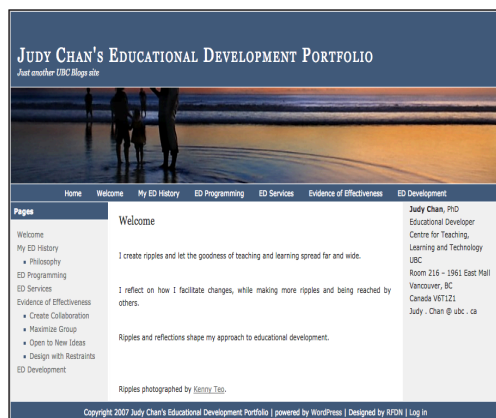 Judy Chan's Educational Development Portfolio
Just another UBC Blogs site
Home Welcome My ED History ED Programming ED Services Evidence of Effectiveness ED Development
Pages
Welcome
My ED History
Philosophy
ED Programming
ED Services
Evidence of Effectiveness
Create Collaboration
Maximize Group
Open to New Ideas
Design with Restraints
ED Development
Welcome
I create ripples and let the goodness of teaching and learning spread far and wide.
I reflect on how I facilitate changes, while making more ripples and being reached by
others.
Ripples and reflections shape my approach to educational development.
Ripples photographed by Kenny Teo.
Judy Chan, PhD
Educational Developer
Centre for Teaching,
Learning and Technology
UBC
Room 216 – 1961 East Mall
Vancouver, BC
Canada V6T1Z1
Judy . Chan @ ubc . ca
Copyright 2007 Judy Chan's Educational Development Portfolio | powered by WordPress | Designed by RFDN | Log in